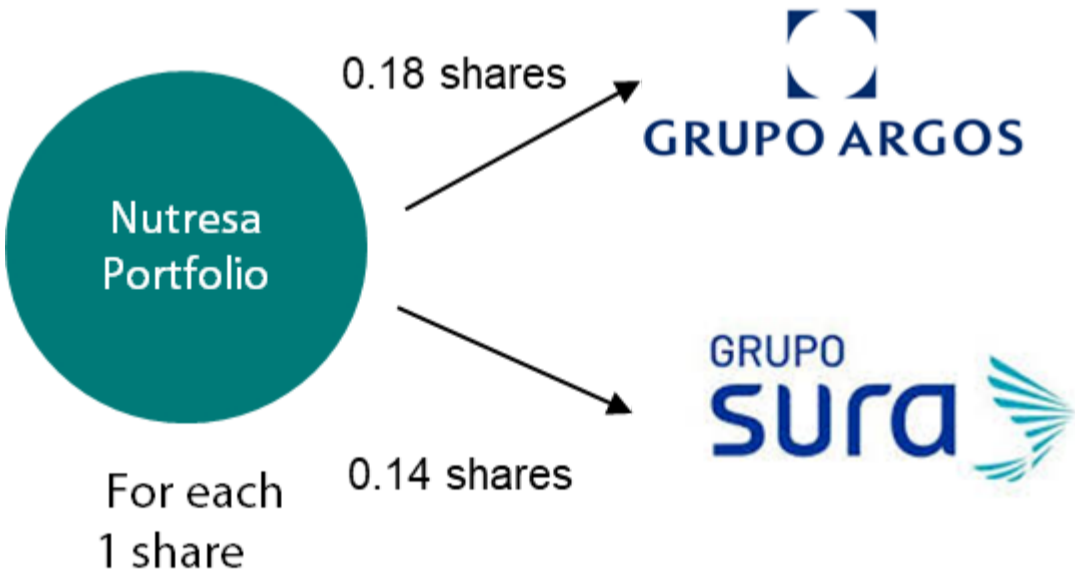 0.18 shares
GRUPO ARGOS
Nutresa
Portfolio
GRUPO
sura
0.14 shares
For each
1 share